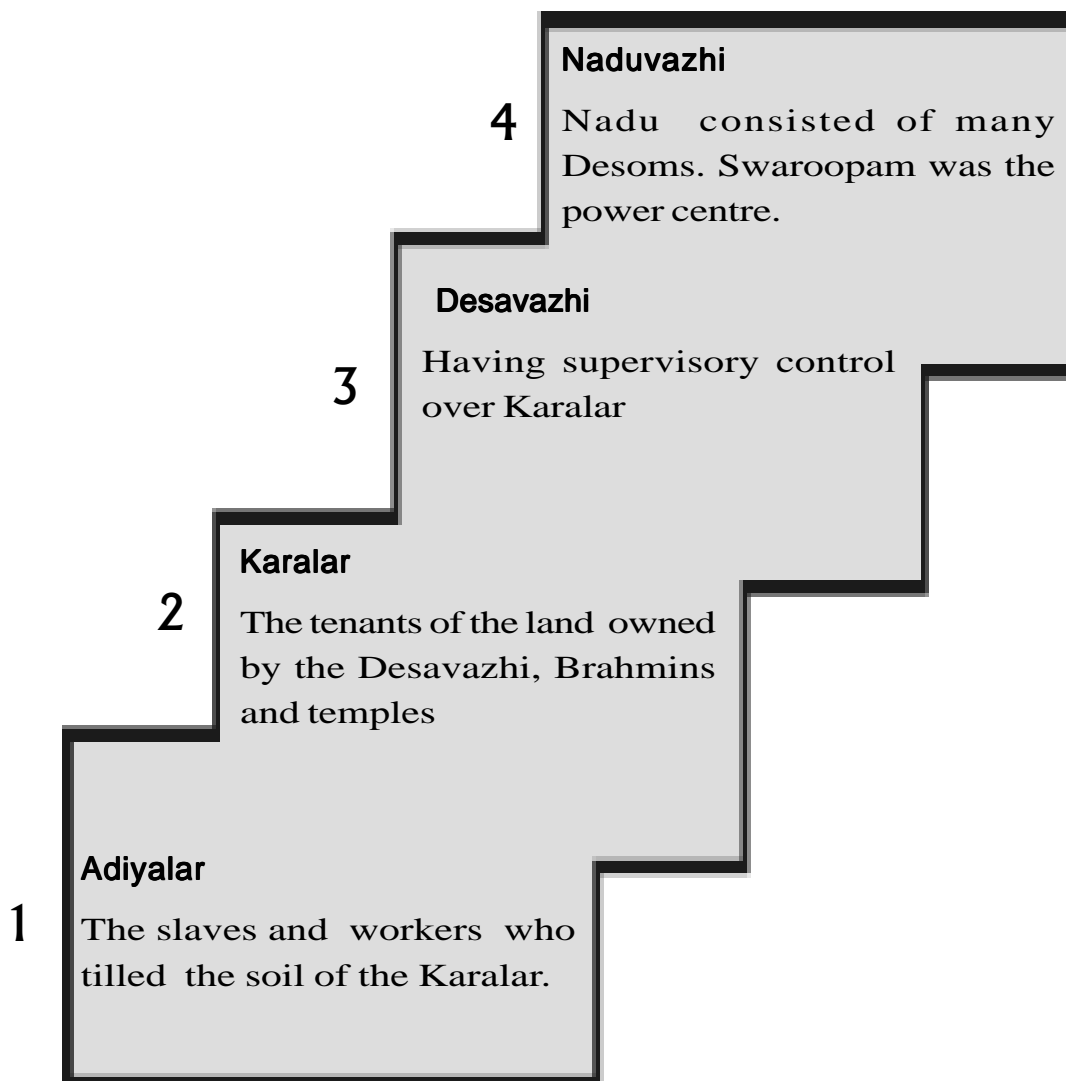 Naduvazhi
4
Nadu consisted of many
Desoms. Swaroopam was the
power centre.
Desavazhi
3
Having supervisory control
over Karalar
Karalar
2
The tenants of the land owned
by the Desavazhi, Brahmins
and temples
Adiyalar
1
The slaves and workers who
tilled the soil of the Karalar.